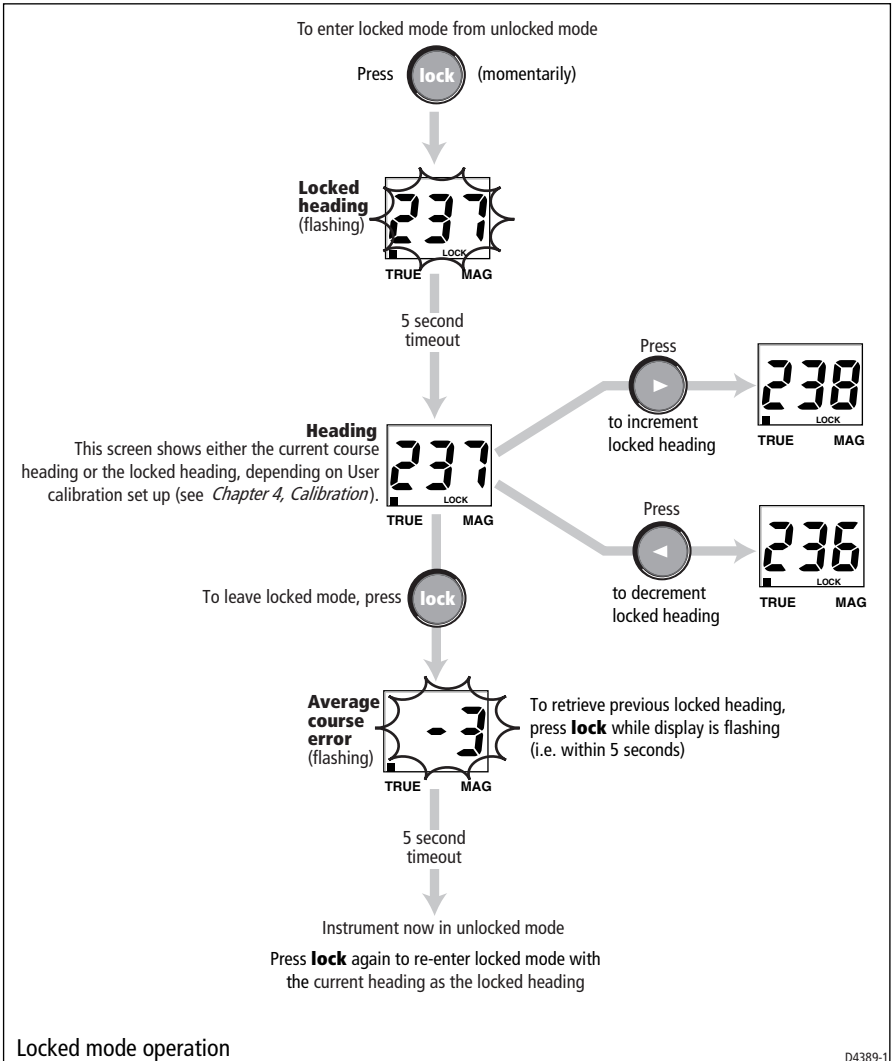 To enter locked mode from unlocked mode
Press lock (momentarily)
Locked
heading
(flashing)
237
LOCK
TRUE MAG
5 second
timeout
Heading
This screen shows either the current course
heading or the locked heading, depending on User
calibration set up (see Chapter 4, Calibration).
237
LOCK
TRUE MAG
Press
to increment
locked heading
238
LOCK
TRUE MAG
Press
to decrement
locked heading
236
LOCK
TRUE MAG
To leave locked mode, press lock
Average
course
error
(flashing)
-3
TRUE MAG
To retrieve previous locked heading,
press lock while display is flashing
(i.e. within 5 seconds)
5 second
timeout
Instrument now in unlocked mode
Press lock again to re-enter locked mode with
the current heading as the locked heading
Locked mode operation
D4389-1